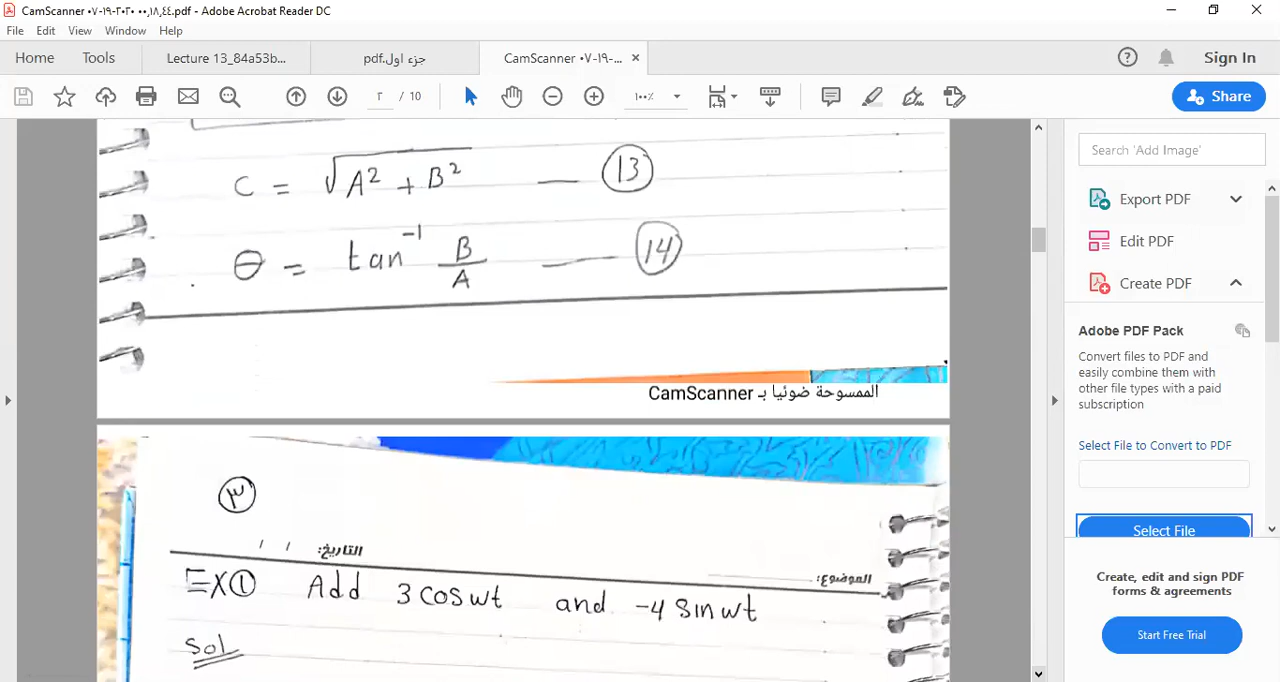 CamScanner ٠٧-١٩-٢٠٢٠ ٠٠,١٨,٤٤.pdf - Adobe Acrobat Reader DC
File Edit View Window Help
Home Tools Lecture 13_84a53b... جزء اول.pdf CamScanner ٠٧-١٩-... Sign In
٢ / 10 ١٠٠٪ Share
C = √A² + B² — ⑬
θ = tan⁻¹ B/A — ⑭
الممسوحة ضوئيا بـ CamScanner
٣
التاريخ: / /
الموضوع:
EX① Add 3 cos wt and -4 sin wt
Sol
Search 'Add Image'
Export PDF
Edit PDF
Create PDF
Adobe PDF Pack
Convert files to PDF and
easily combine them with
other file types with a paid
subscription
Select File to Convert to PDF
Select File
Create, edit and sign PDF
forms & agreements
Start Free Trial